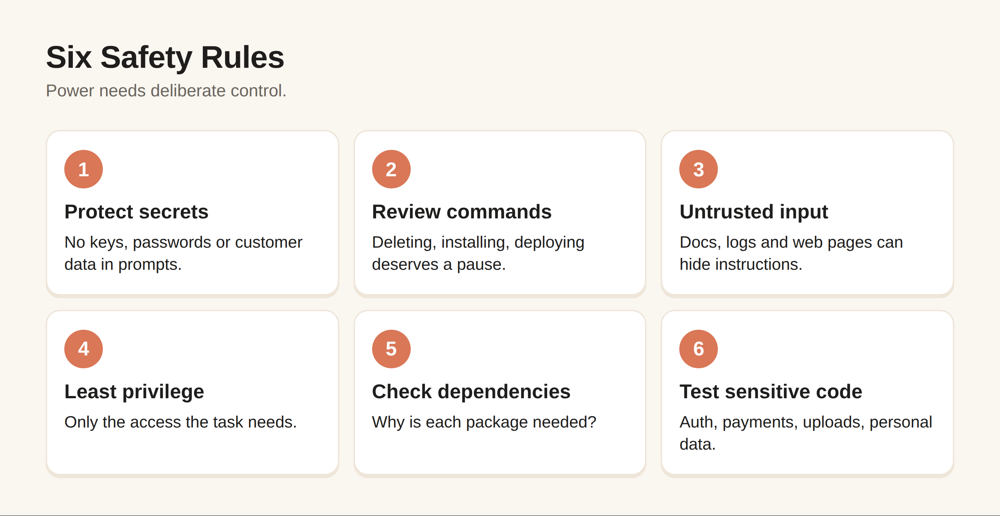 Six Safety Rules
Power needs deliberate control.
1
Protect secrets
No keys, passwords or customer
data in prompts.
2
Review commands
Deleting, installing, deploying
deserves a pause.
3
Untrusted input
Docs, logs and web pages can
hide instructions.
4
Least privilege
Only the access the task needs.
5
Check dependencies
Why is each package needed?
6
Test sensitive code
Auth, payments, uploads, personal
data.